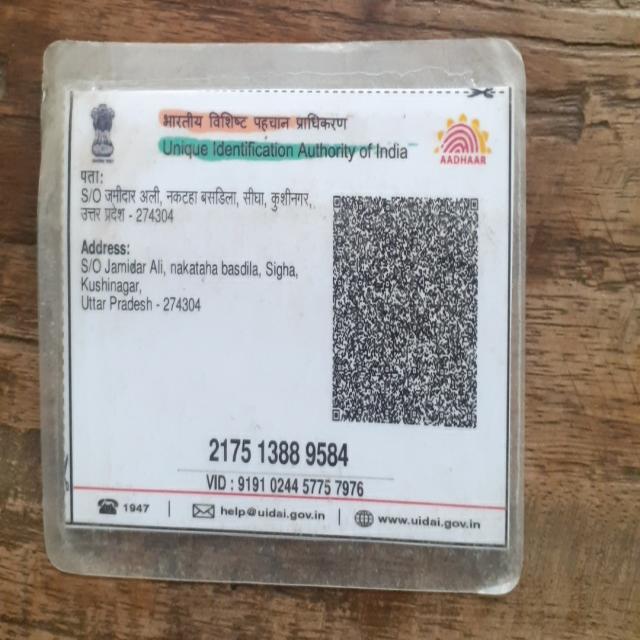 भारतीय विशिष्ट पहचान प्राधिकरण
Unique Identification Authority of India
AADHAAR
पता:
S/O जमीदार अली, नकटहा बसडिला, सीघा, कुशीनगर,
उत्तर प्रदेश - 274304
Address:
S/O Jamidar Ali, nakataha basdila, Sigha,
Kushinagar,
Uttar Pradesh - 274304
2175 1388 9584
VID : 9191 0244 5775 7976
1947 help@uidai.gov.in www.uidai.gov.in